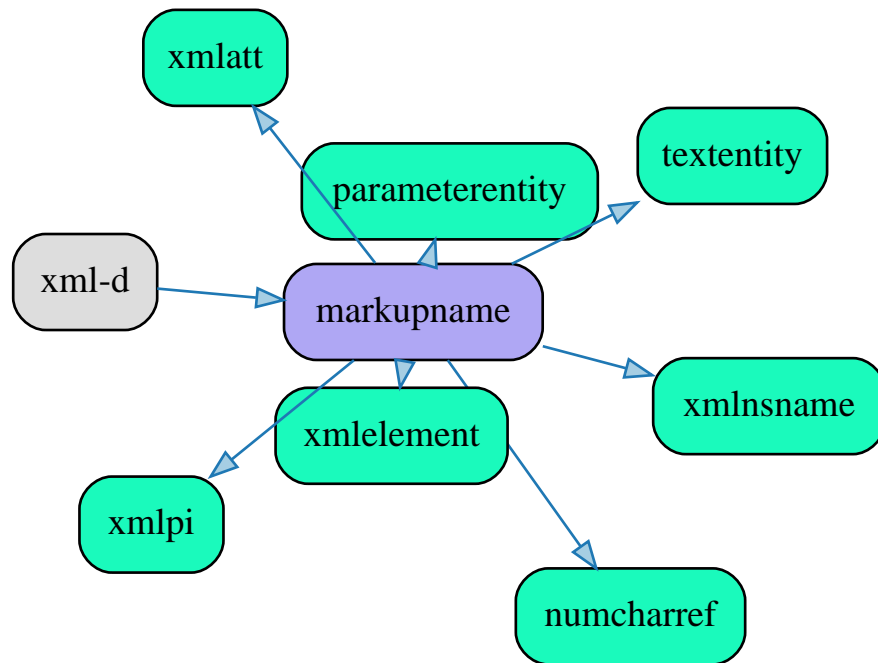 xmlatt
textentity
parameterentity
xml-d
markupname
xmlnsname
xmlelement
xmlpi
numcharref